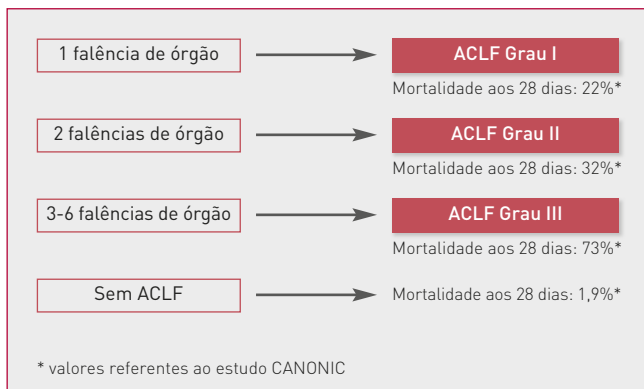 1 falência de órgão
ACLF Grau I
Mortalidade aos 28 dias: 22%*
2 falências de órgão
ACLF Grau II
Mortalidade aos 28 dias: 32%*
3-6 falências de órgão
ACLF Grau III
Mortalidade aos 28 dias: 73%*
Sem ACLF
Mortalidade aos 28 dias: 1,9%*
* valores referentes ao estudo CANONIC